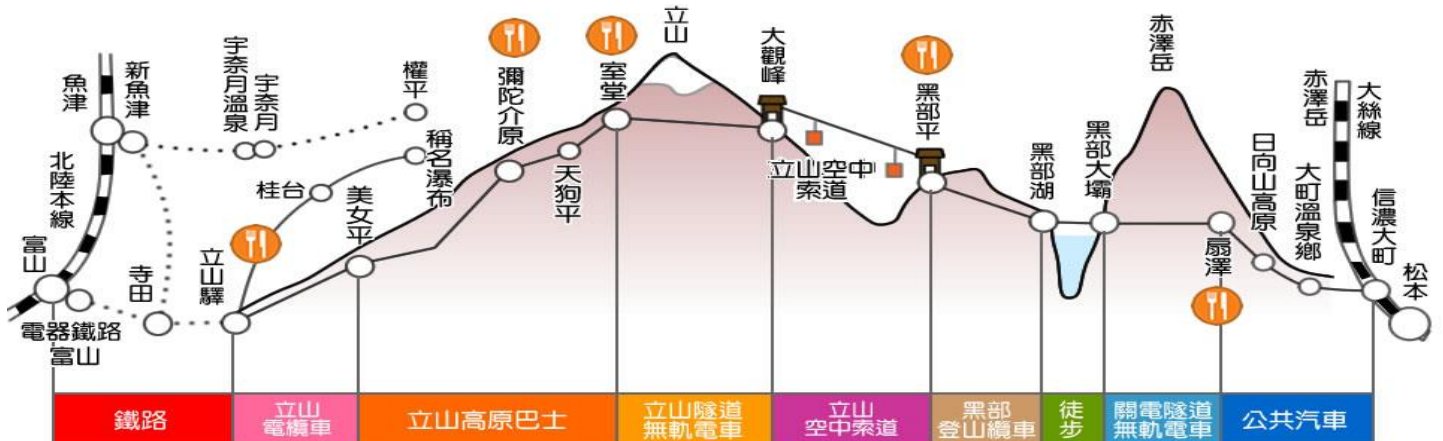 魚津
新魚津
北陸本線
富山
電器鐵路
富山
寺田
宇奈月溫泉
宇奈月
權平
稱名瀑布
桂台
立山驛
美女平
彌陀介原
天狗平
室堂
立山
大觀峰
立山空中
索道
黑部平
黑部湖
黑部大壩
赤澤岳
扇澤
日向山高原
大町溫泉鄉
赤澤岳
大絲線
信濃大町
松本
鐵路
立山
電纜車
立山高原巴士
立山隧道
無軌電車
立山
空中索道
黑部
登山纜車
徒
步
關電隧道
無軌電車
公共汽車